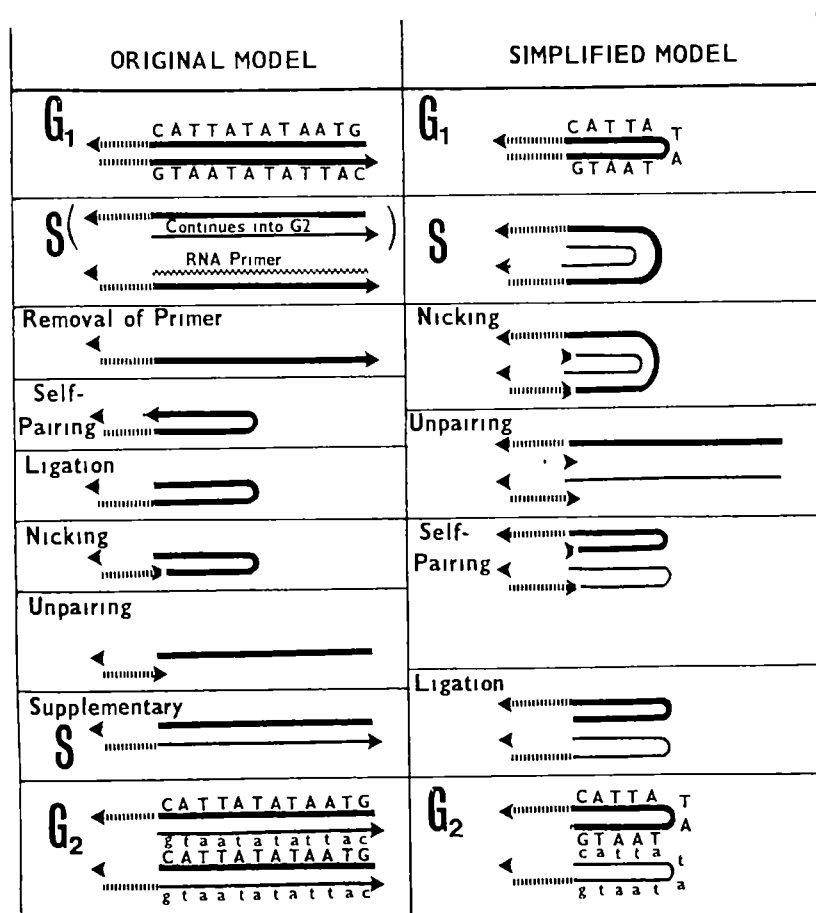 ORIGINAL MODEL
SIMPLIFIED MODEL
G1
CATTATATAATG
GTAATATATTAC
G1
CATTA
T
A
GTAAT
S
(
Continues into G2
)
RNA Primer
S
Removal of Primer
Nicking
Self-
Pairing
Unpairing
Ligation
Nicking
Self-
Pairing
Unpairing
Ligation
Supplementary
S
G2
CATTATATAATG
gtaatatattac
CATTATATAATG
gtaatatattac
G2
CATTA
T
A
GTAAT
catta
t
a
gtaat